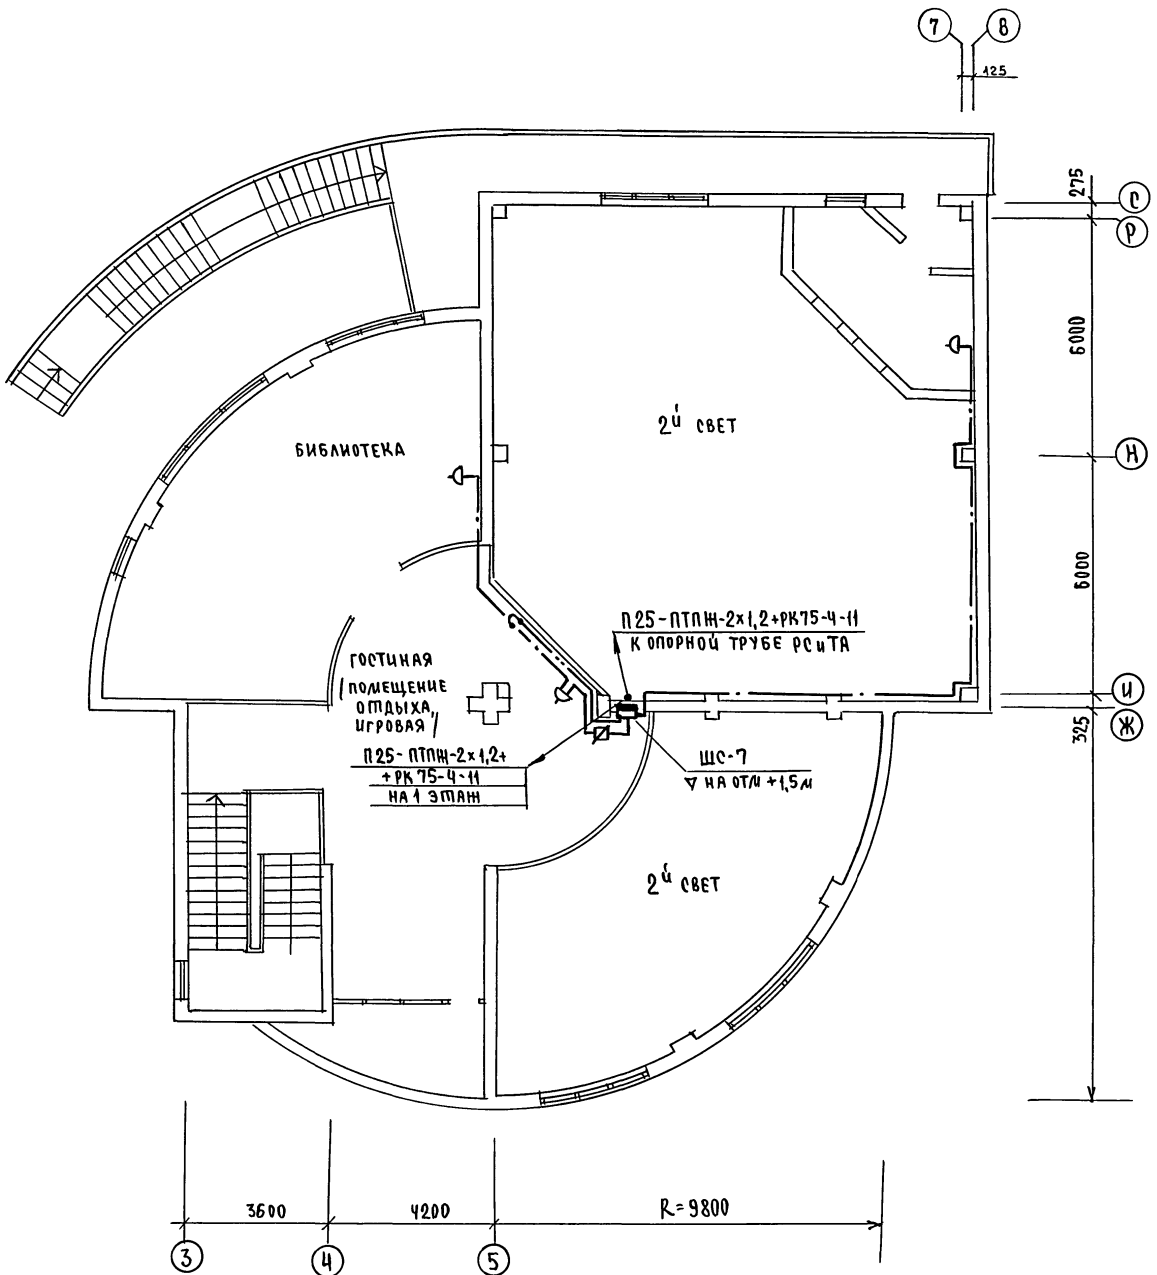 7
8
125
275
С
Р
6000
2й СВЕТ
БИБЛИОТЕКА
Н
6000
П25-ПТПЖ-2х1,2+РК75-4-11
К ОПОРНОЙ ТРУБЕ РСиТА
ГОСТИНАЯ
(ПОМЕЩЕНИЕ
ОТДЫХА,
ИГРОВАЯ)
И
Ж
325
П25-ПТПЖ-2х1,2+
+РК75-4-11
НА 1 ЭТАЖ
ШС-7
НА ОТМ +1,5м
2й СВЕТ
3600
4200
R=9800
3
4
5